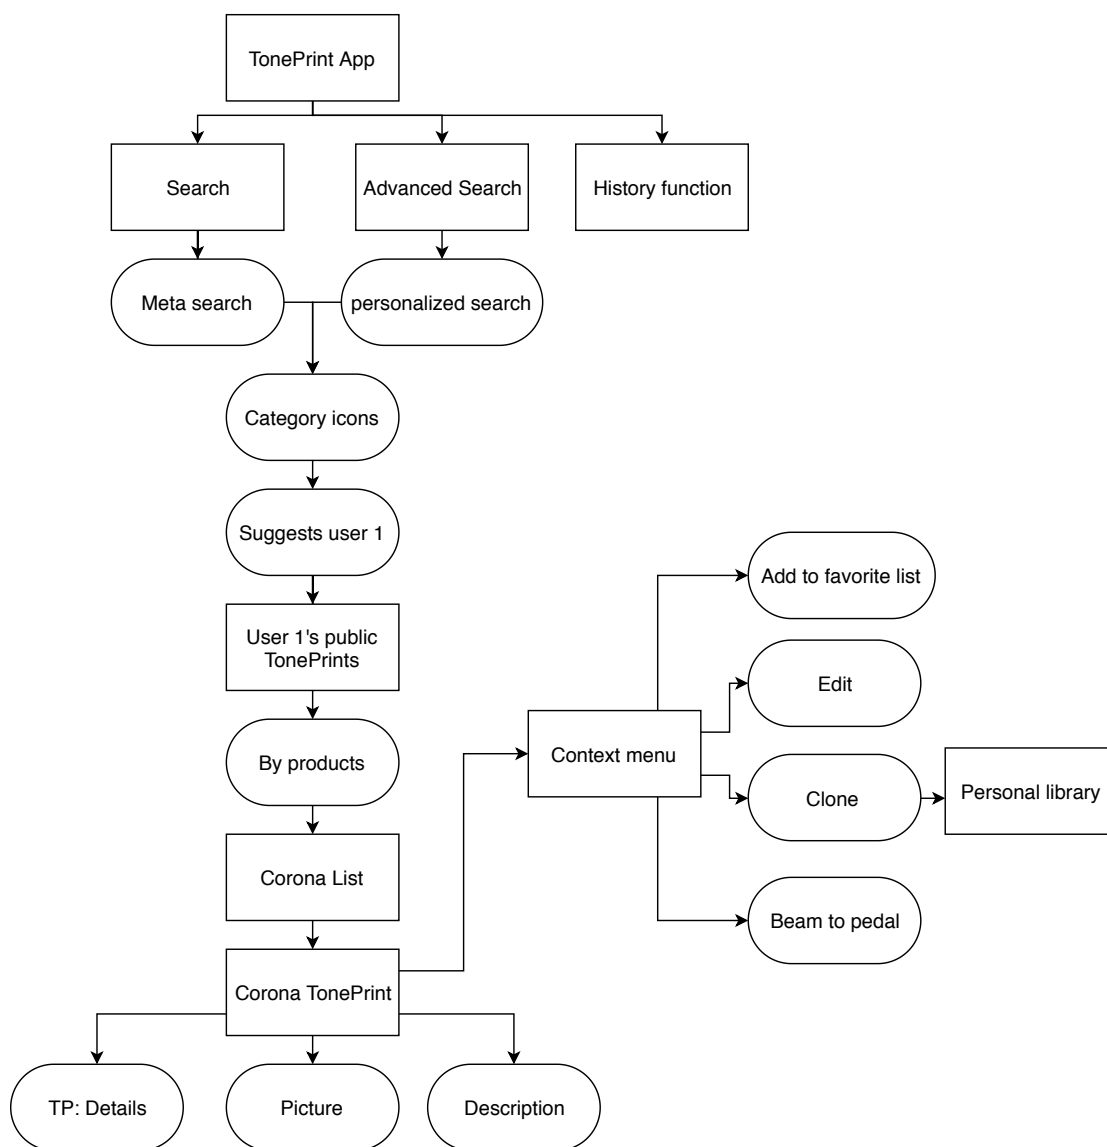 TonePrint App
Search
Advanced Search
History function
Meta search
personalized search
Category icons
Suggests user 1
User 1's public
TonePrints
By products
Corona List
Corona TonePrint
TP: Details
Picture
Description
Context menu
Add to favorite list
Edit
Clone
Personal library
Beam to pedal